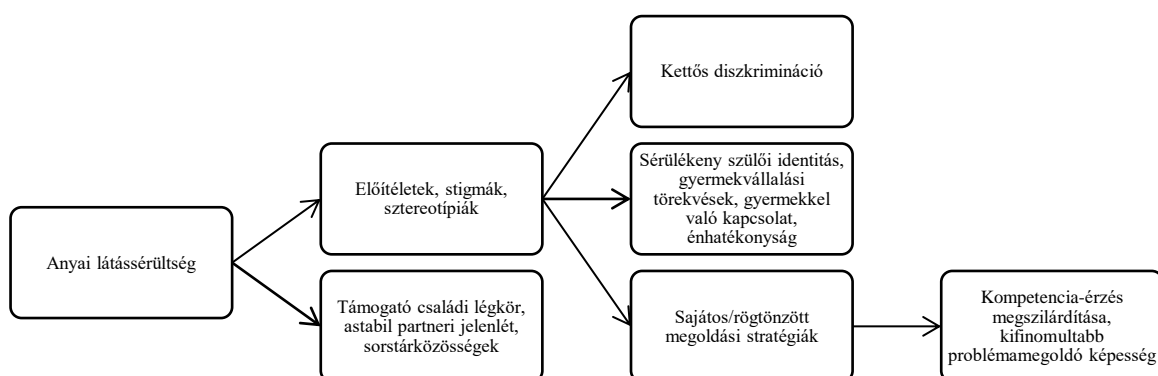 Anyai látássérültség
Előítéletek, stigmák,
sztereotípiák
Támogató családi légkör,
astabil partneri jelenlét,
sorstárközösségek
Kettős diszkrimináció
Sérülékeny szülői identitás,
gyermekvállalási
törekvések, gyermekkel
való kapcsolat,
énhatékonyság
Sajátos/rögtönzött
megoldási stratégiák
Kompetencia-érzés
megszilárdítása,
kifinomultabb
problémamegoldó képesség